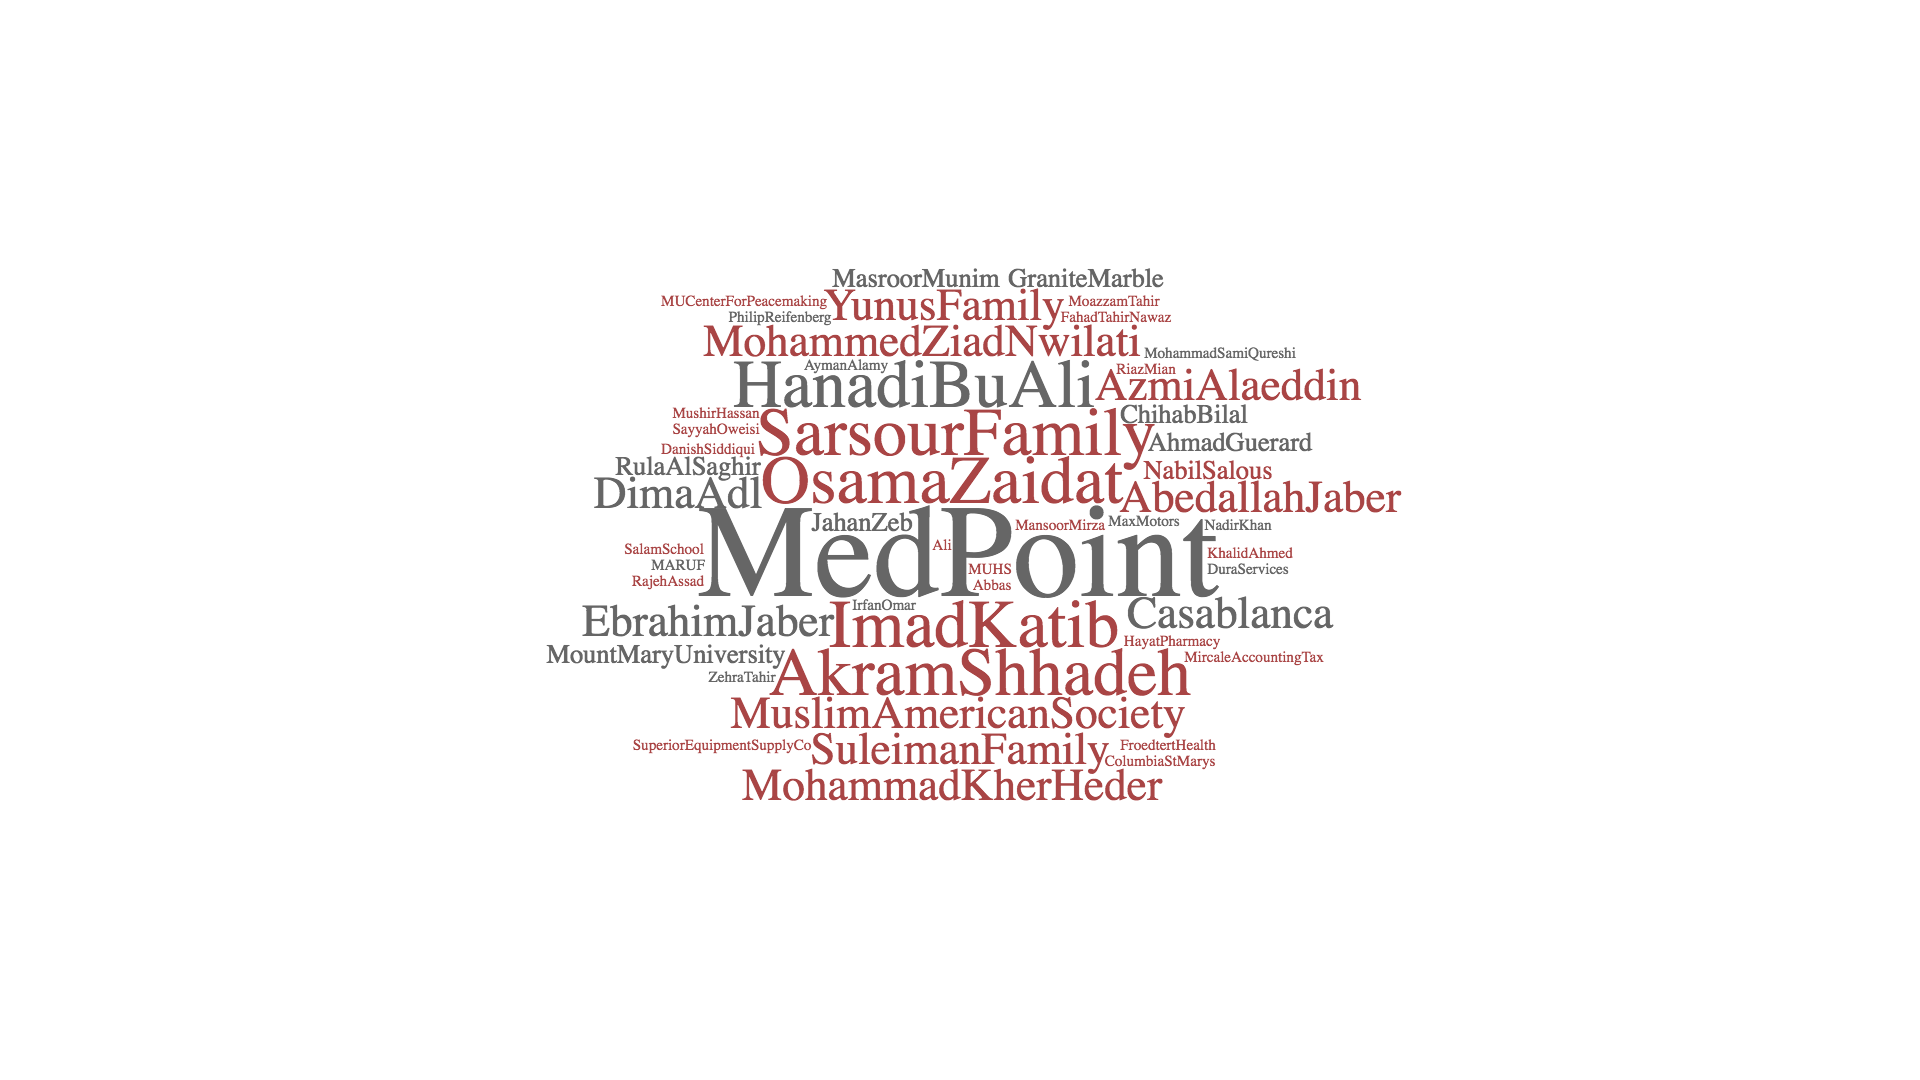 MasroorMunim GraniteMarble
MUCenterForPeacemaking YunusFamily MoazzamTahir
PhilipReifenberg FahadTahirNawaz
MohammedZiadNwilati MohammadSamiQureshi
AymanAlamy RiazMian
HanadiBuAli AzmiAlaeddin
MushirHassan ChihabBilal
SayyahOweisi SarsourFamily AhmadGuerard
DanishSiddiqui
RulaAlSaghir NabilSalous
DimaAdl OsamaZaidat AbedallahJaber
JahanZeb MansoorMirza MaxMotors NadirKhan
SalamSchool Ali KhalidAhmed
MARUF MedPoint MUHS DuraServices
RajehAssad Abbas
IrfanOmar
EbrahimJaber ImadKatib Casablanca
HayatPharmacy
MountMaryUniversity MircaleAccountingTax
ZehraTahir AkramShhadeh
MuslimAmericanSociety
SuperiorEquipmentSupplyCo SuleimanFamily FroedtertHealth
ColumbiaStMarys
MohammadKherHeder